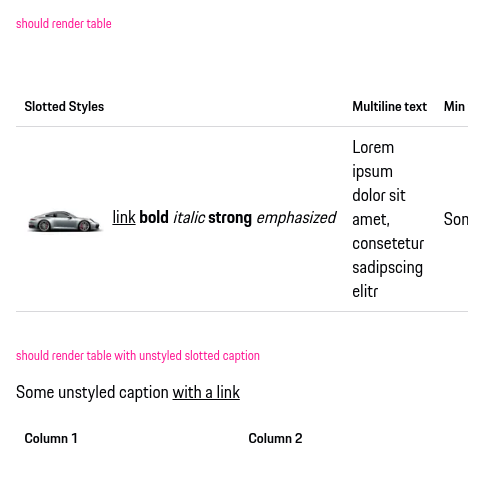 should render table
Slotted Styles Multiline text Min
Lorem
ipsum
dolor sit
link bold italic strong emphasized amet, Som
consetetur
sadipscing
elitr
should render table with unstyled slotted caption
Some unstyled caption with a link
Column 1 Column 2